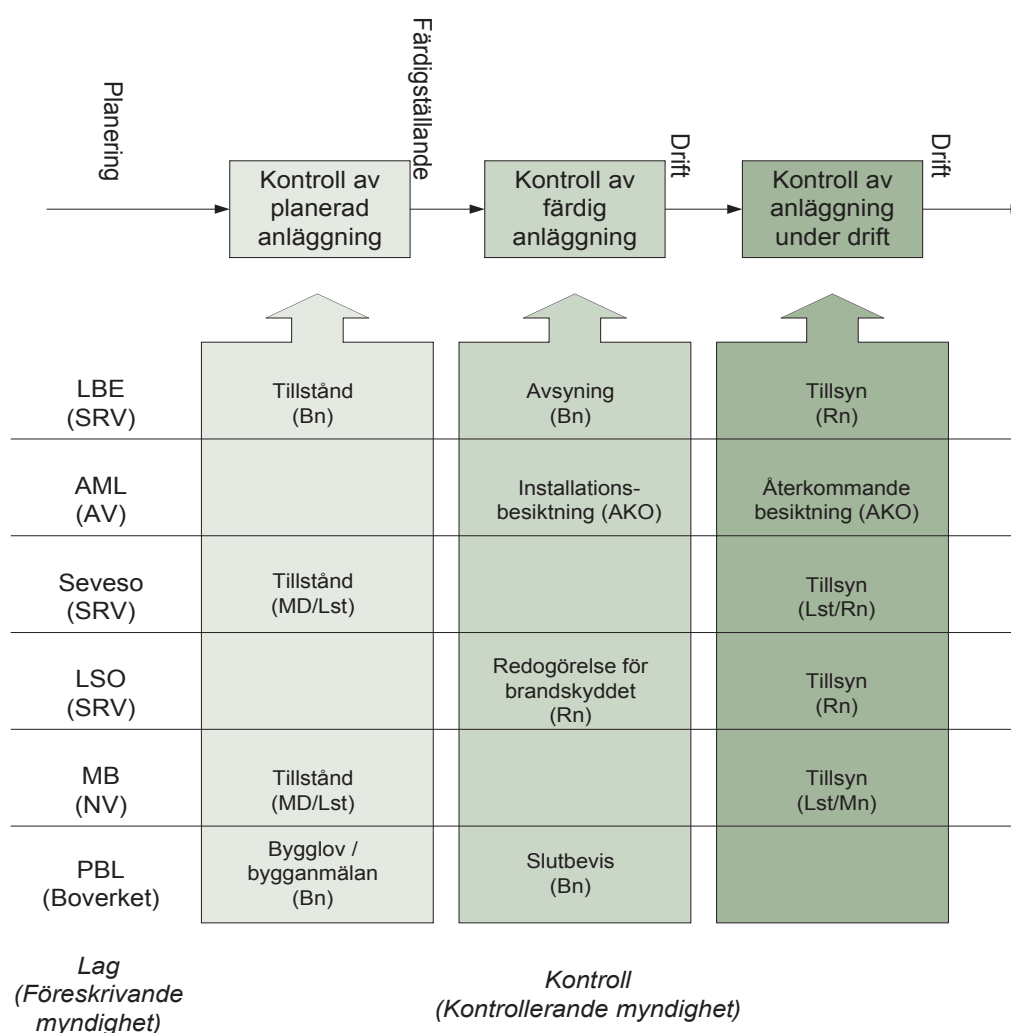 Planering
Färdigställande
Drift
Drift
Kontroll av
planerad
anläggning
Kontroll av
färdig
anläggning
Kontroll av
anläggning
under drift
LBE
(SRV)
Tillstånd
(Bn)
Avsyning
(Bn)
Tillsyn
(Rn)
AML
(AV)
Installations-
besiktning (AKO)
Återkommande
besiktning (AKO)
Seveso
(SRV)
Tillstånd
(MD/Lst)
Tillsyn
(Lst/Rn)
LSO
(SRV)
Redogörelse för
brandskyddet
(Rn)
Tillsyn
(Rn)
MB
(NV)
Tillstånd
(MD/Lst)
Tillsyn
(Lst/Mn)
PBL
(Boverket)
Bygglov /
bygganmälan
(Bn)
Slutbevis
(Bn)
Lag
(Föreskrivande
myndighet)
Kontroll
(Kontrollerande myndighet)